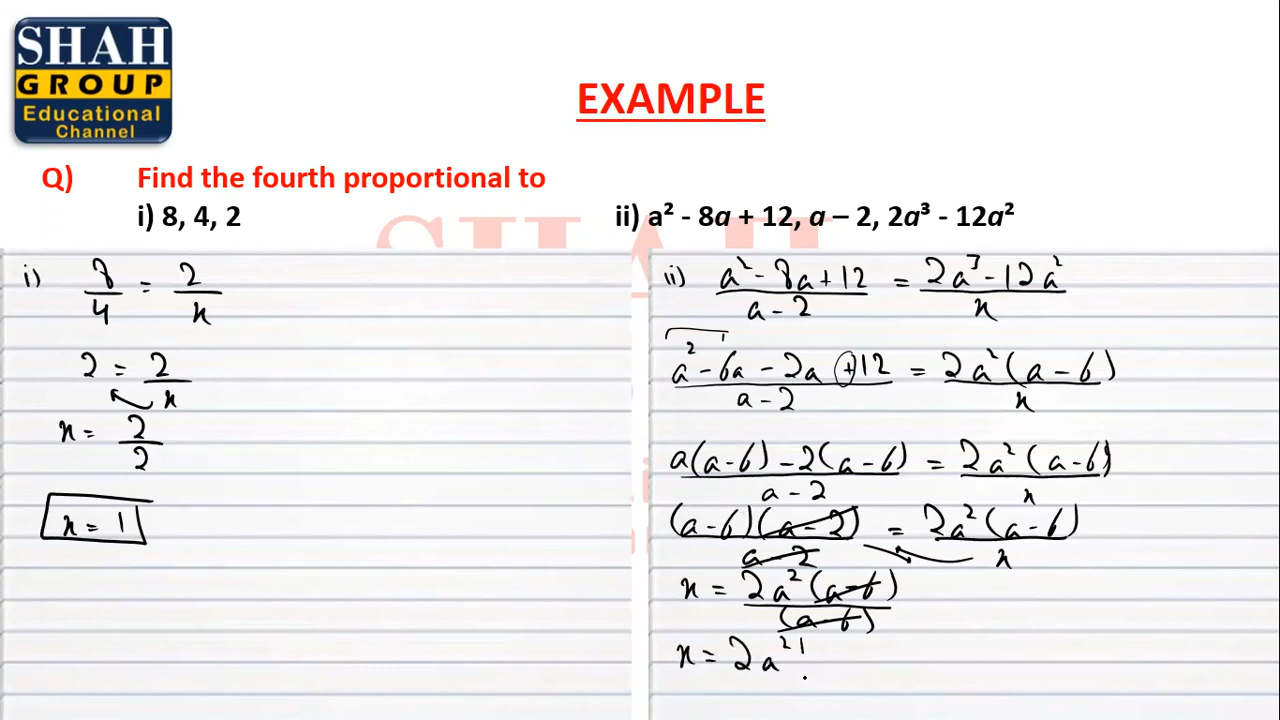 SHAH
GROUP
Educational
Channel
EXAMPLE
Q) Find the fourth proportional to
i) 8, 4, 2
ii) a² - 8a + 12, a – 2, 2a³ - 12a²
i) 8/4 = 2/x
2 = 2/x
x = 2/2
x = 1
ii) a² - 8a + 12 / a - 2 = 2a³ - 12a² / x
a² - 6a - 2a + 12 / a - 2 = 2a² (a - 6) / x
a(a-6) - 2(a-6) / a - 2 = 2a² (a-6) / x
(a-6)(a-2) / a-2 = 2a² (a-6) / x
x = 2a² (a-6) / (a-6)
x = 2a²